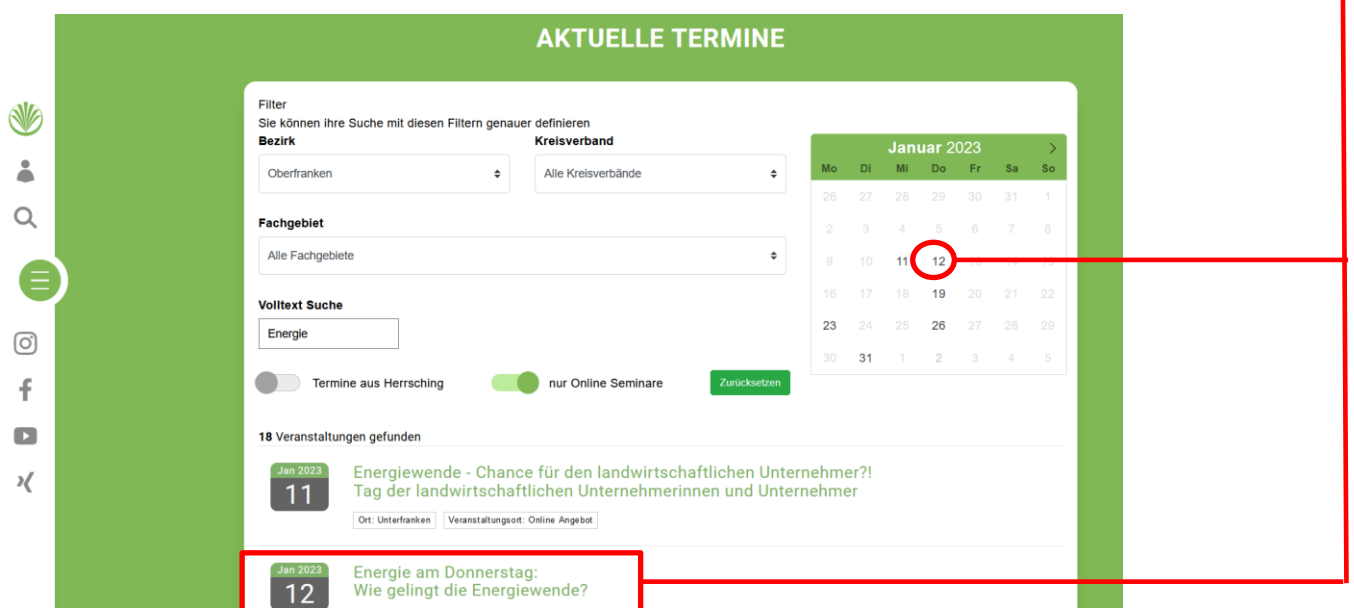 AKTUELLE TERMINE
Filter
Sie können ihre Suche mit diesen Filtern genauer definieren
Bezirk
Kreisverband
Oberfranken
Alle Kreisverbände
Fachgebiet
Alle Fachgebiete
Volltext Suche
Energie
Termine aus Herrsching
nur Online Seminare
Zurücksetzen
Januar 2023
Mo Di Mi Do Fr Sa So
26 27 28 29 30 31 1
2 3 4 5 6 7 8
9 10 11 12 13 14 15
16 17 18 19 20 21 22
23 24 25 26 27 28 29
30 31 1 2 3 4 5
18 Veranstaltungen gefunden
Jan 2023
11
Energiewende - Chance für den landwirtschaftlichen Unternehmer?!
Tag der landwirtschaftlichen Unternehmerinnen und Unternehmer
Ort: Unterfranken
Veranstaltungsort: Online Angebot
Jan 2023
12
Energie am Donnerstag:
Wie gelingt die Energiewende?